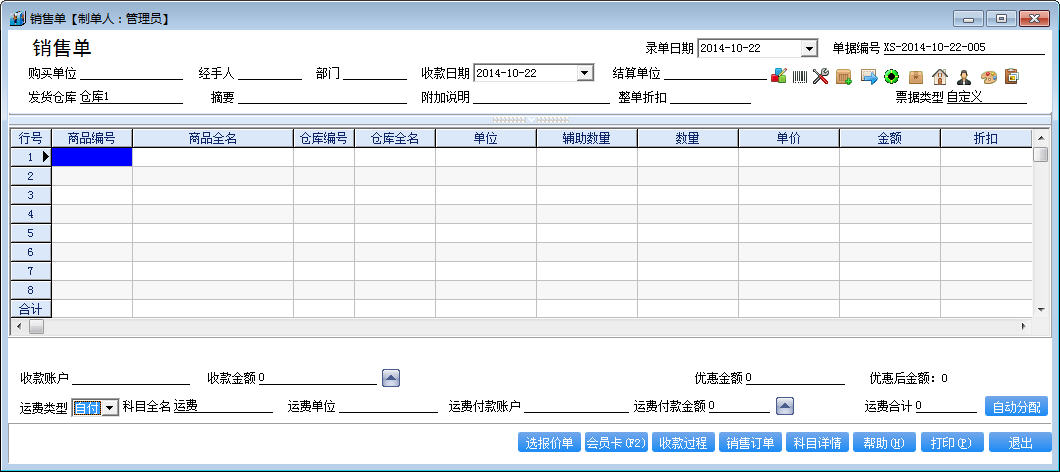 销售单【制单人：管理员】
销售单
录单日期 2014-10-22 单据编号 XS-2014-10-22-005
购买单位 经手人 部门 收款日期 2014-10-22 结算单位
发货仓库 仓库1 摘要 附加说明 整单折扣 票据类型 自定义
行号 商品编号 商品全名 仓库编号 仓库全名 单位 辅助数量 数量 单价 金额 折扣
1
2
3
4
5
6
7
8
合计
收款账户 收款金额 0 优惠金额 0 优惠后金额：0
运费类型 自付 科目全名 运费 运费单位 运费付款账户 运费付款金额 0 运费合计 0 自动分配
选报价单 会员卡(F2) 收款过程 销售订单 科目详情 帮助(H) 打印(P) 退出